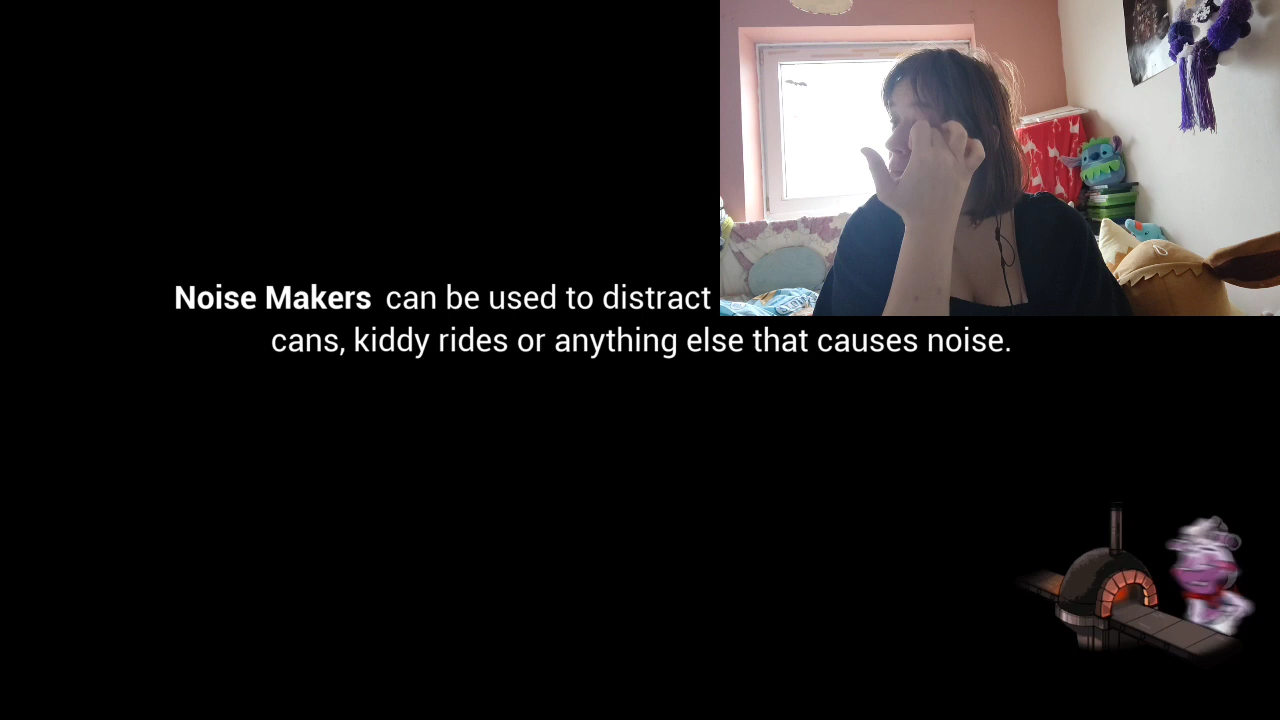 Noise Makers can be used to distract
cans, kiddy rides or anything else that causes noise.